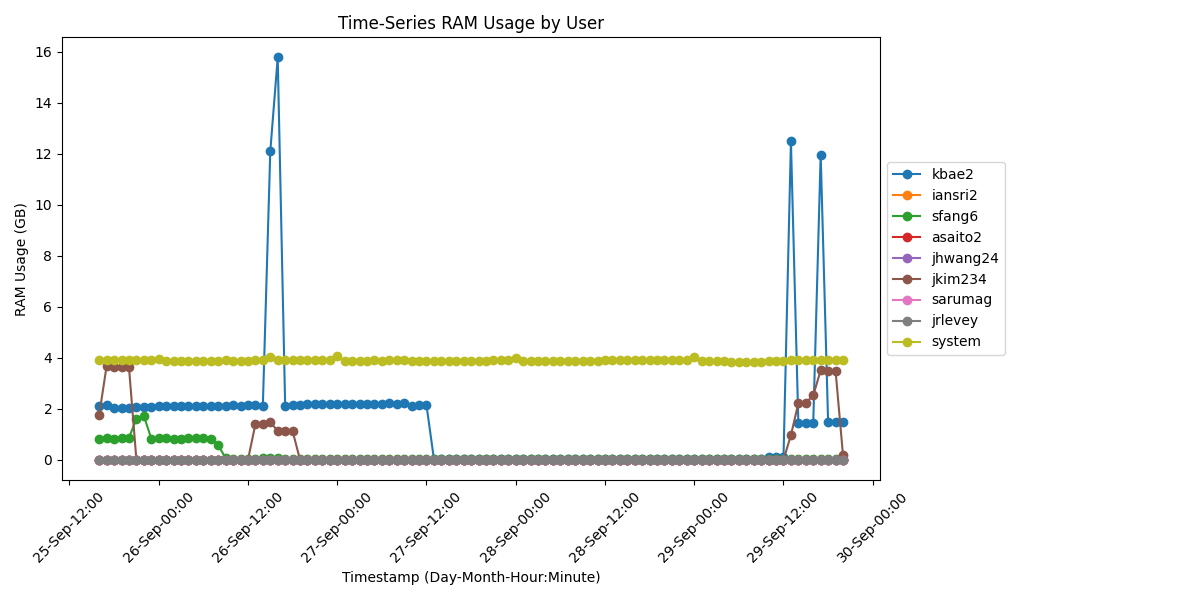 Time-Series RAM Usage by User
RAM Usage (GB)
16
14
12
10
8
6
4
2
0
25-Sep-12:00
26-Sep-00:00
26-Sep-12:00
27-Sep-00:00
27-Sep-12:00
28-Sep-00:00
28-Sep-12:00
29-Sep-00:00
29-Sep-12:00
30-Sep-00:00
Timestamp (Day-Month-Hour:Minute)
kbae2
iansri2
sfang6
asaito2
jhwang24
jkim234
sarumag
jrlevey
system